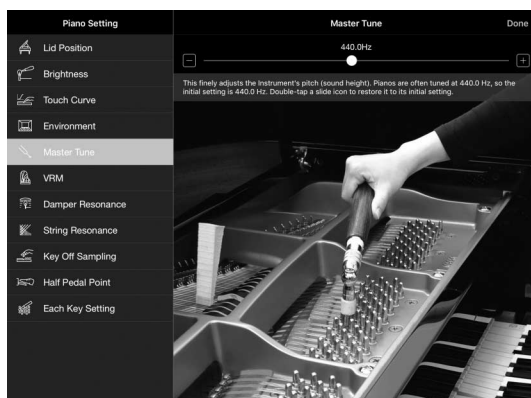 Piano Setting
Lid Position
Brightness
Touch Curve
Environment
Master Tune
VRM
Damper Resonance
String Resonance
Key Off Sampling
Half Pedal Point
Each Key Setting
Master Tune
Done
440.0Hz
This finely adjusts the Instrument's pitch (sound height). Pianos are often tuned at 440.0 Hz, so the
initial setting is 440.0 Hz. Double-tap a slide icon to restore it to its initial setting.